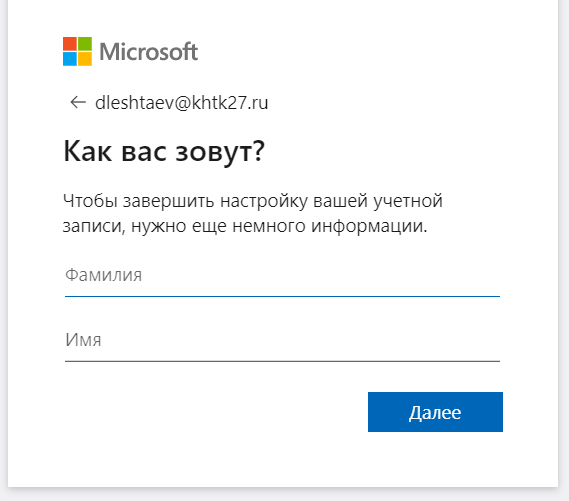 Microsoft
dleshtaev@khtk27.ru
Как вас зовут?
Чтобы завершить настройку вашей учетной
записи, нужно еще немного информации.
Фамилия
Имя
Далее